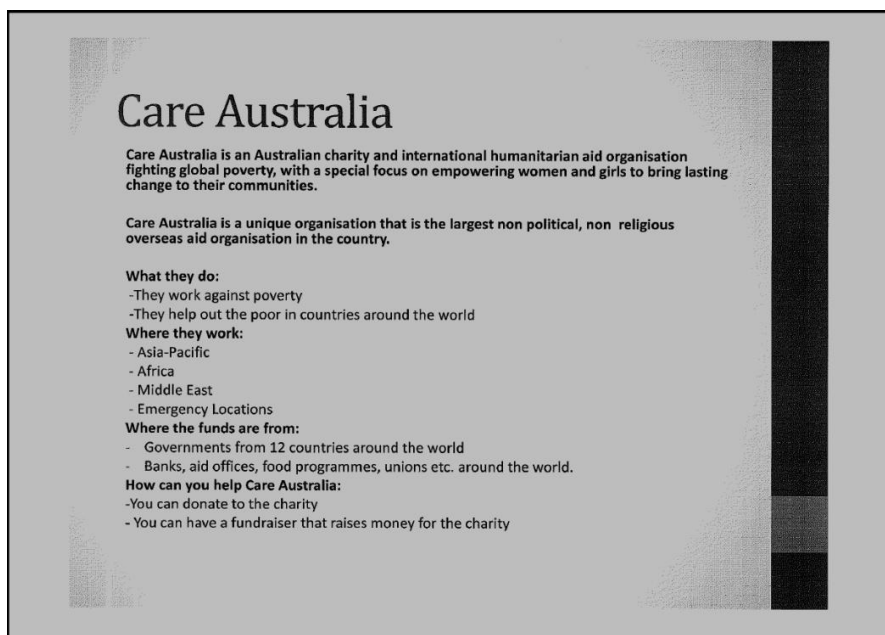 Care Australia
Care Australia is an Australian charity and international humanitarian aid organisation
fighting global poverty, with a special focus on empowering women and girls to bring lasting
change to their communities.
Care Australia is a unique organisation that is the largest non political, non  religious
overseas aid organisation in the country.
What they do:
-They work against poverty
-They help out the poor in countries around the world
Where they work:
- Asia-Pacific
- Africa
- Middle East
- Emergency Locations
Where the funds are from:
- Governments from 12 countries around the world
- Banks, aid offices, food programmes, unions etc. around the world.
How can you help Care Australia:
-You can donate to the charity
- You can have a fundraiser that raises money for the charity